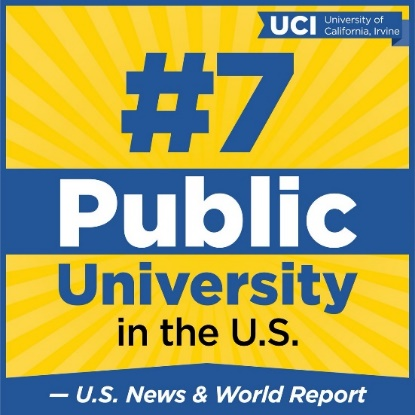 UCI University of
California, Irvine
#7
Public
University
in the U.S.
— U.S. News & World Report